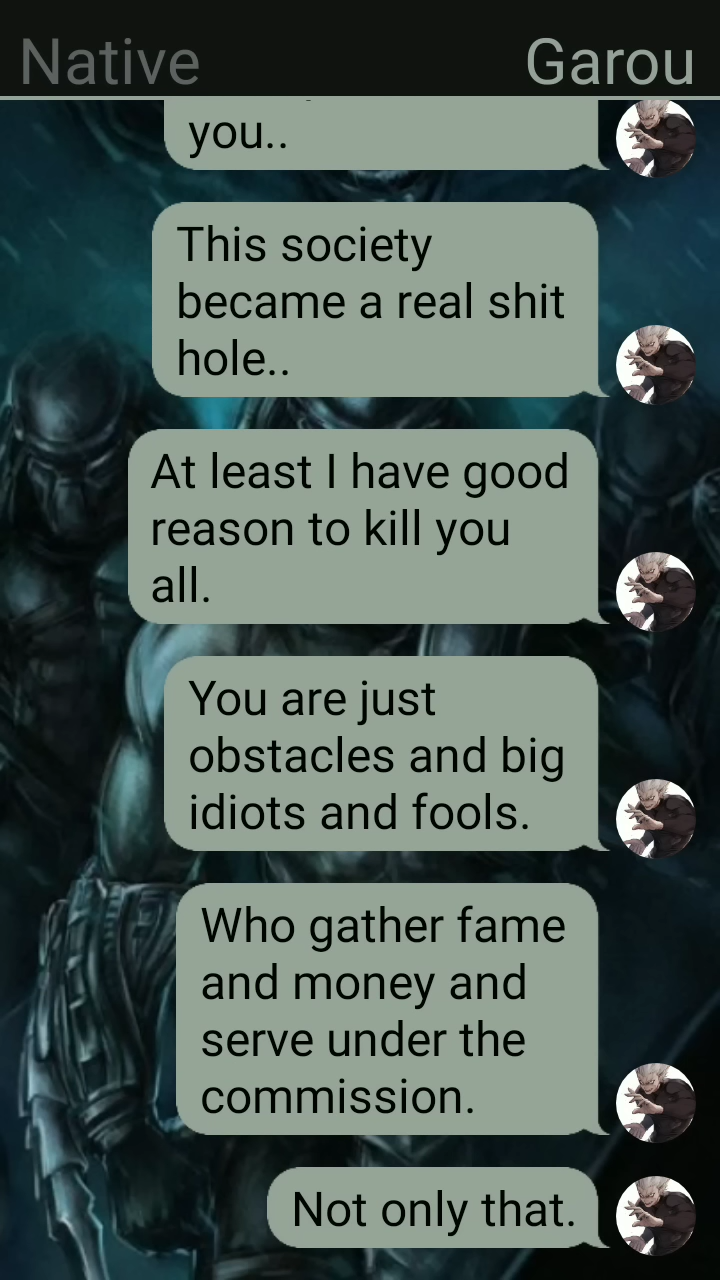 Native
Garou
you..
This society
became a real shit
hole..
At least I have good
reason to kill you
all.
You are just
obstacles and big
idiots and fools.
Who gather fame
and money and
serve under the
commission.
Not only that.